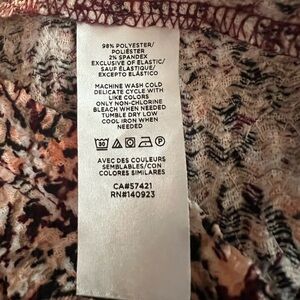 98% POLYESTER/
POLIÉSTER
2% SPANDEX
EXCLUSIVE OF ELASTIC/
SAUF ÉLASTIQUE/
EXCEPTO ELÁSTICO
MACHINE WASH COLD
DELICATE CYCLE WITH
LIKE COLORS
ONLY NON-CHLORINE
BLEACH WHEN NEEDED
TUMBLE DRY LOW
COOL IRON WHEN
NEEDED
AVEC DES COULEURS
SEMBLABLES/CON
COLORES SIMILARES
CA#57421
RN#140923